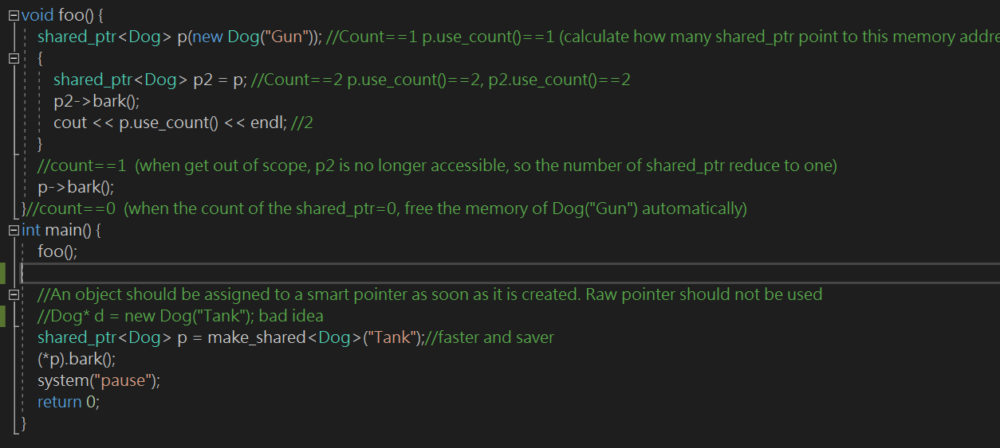 void foo() {
shared_ptr<Dog> p(new Dog("Gun")); //Count==1 p.use_count()==1 (calculate how many shared_ptr point to this memory
{
shared_ptr<Dog> p2 = p; //Count==2 p.use_count()==2, p2.use_count()==2
p2->bark();
cout << p.use_count() << endl; //2
}
//count==1  (when get out of scope, p2 is no longer accessible, so the number of shared_ptr reduce to one)
p->bark();
}//count==0  (when the count of the shared_ptr=0, free the memory of Dog("Gun") automatically)
int main() {
foo();
//An object should be assigned to a smart pointer as soon as it is created. Raw pointer should not be used
//Dog* d = new Dog("Tank"); bad idea
shared_ptr<Dog> p = make_shared<Dog>("Tank");//faster and saver
(*p).bark();
system("pause");
return 0;
}